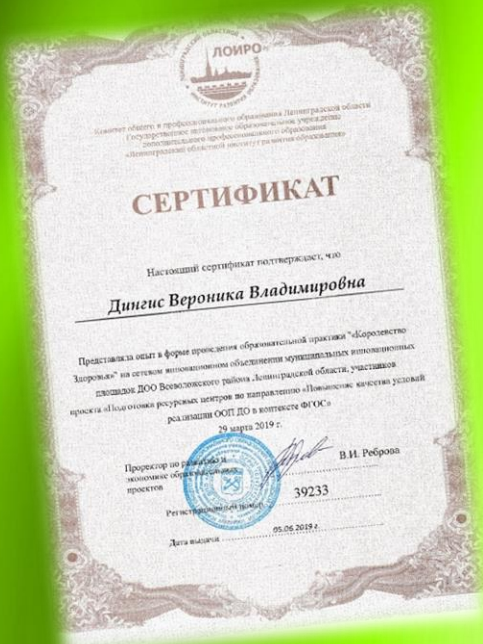 ЛОИРО
Комитет общего и профессионального образования Ленинградской области
Государственное автономное образовательное учреждение
дополнительного профессионального образования
«Ленинградский областной институт развития образования»
СЕРТИФИКАТ
Настоящий сертификат подтверждает, что
Дингис Вероника Владимировна
Представляла опыт в форме проведения образовательной практики "«Королевство
Здоровья»" на сетевом инновационном объединении муниципальных инновационных
площадок ДОО Всеволожского района Ленинградской области, участников
проекта «Подготовки ресурсных центров по направлению «Повышение качества условий
реализации ООП ДО в контексте ФГОС»
29 марта 2019 г.
Проректор по развитию и
экономике образовательных
проектов
В.И. Реброва
Регистрационный номер 39233
Дата выдачи 05.06.2019 г.